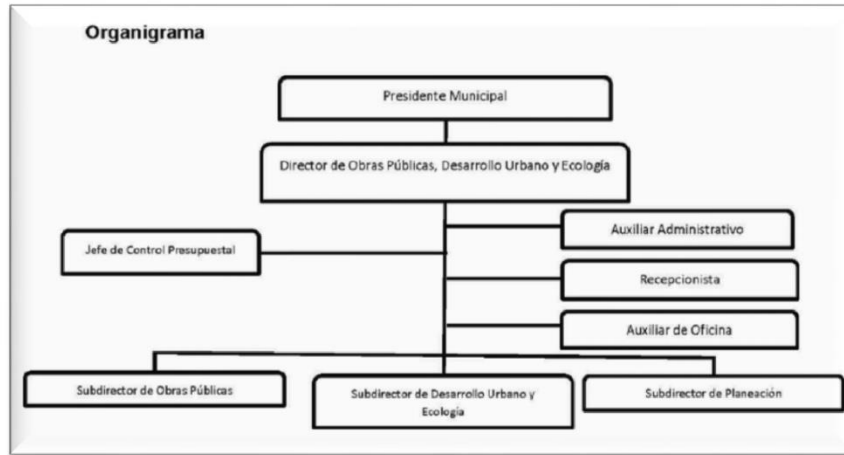 Organigrama
Presidente Municipal
Director de Obras Públicas, Desarrollo Urbano y Ecología
Auxiliar Administrativo
Jefe de Control Presupuestal
Recepcionista
Auxiliar de Oficina
Subdirector de Obras Públicas
Subdirector de Desarrollo Urbano y
Ecología
Subdirector de Planeación